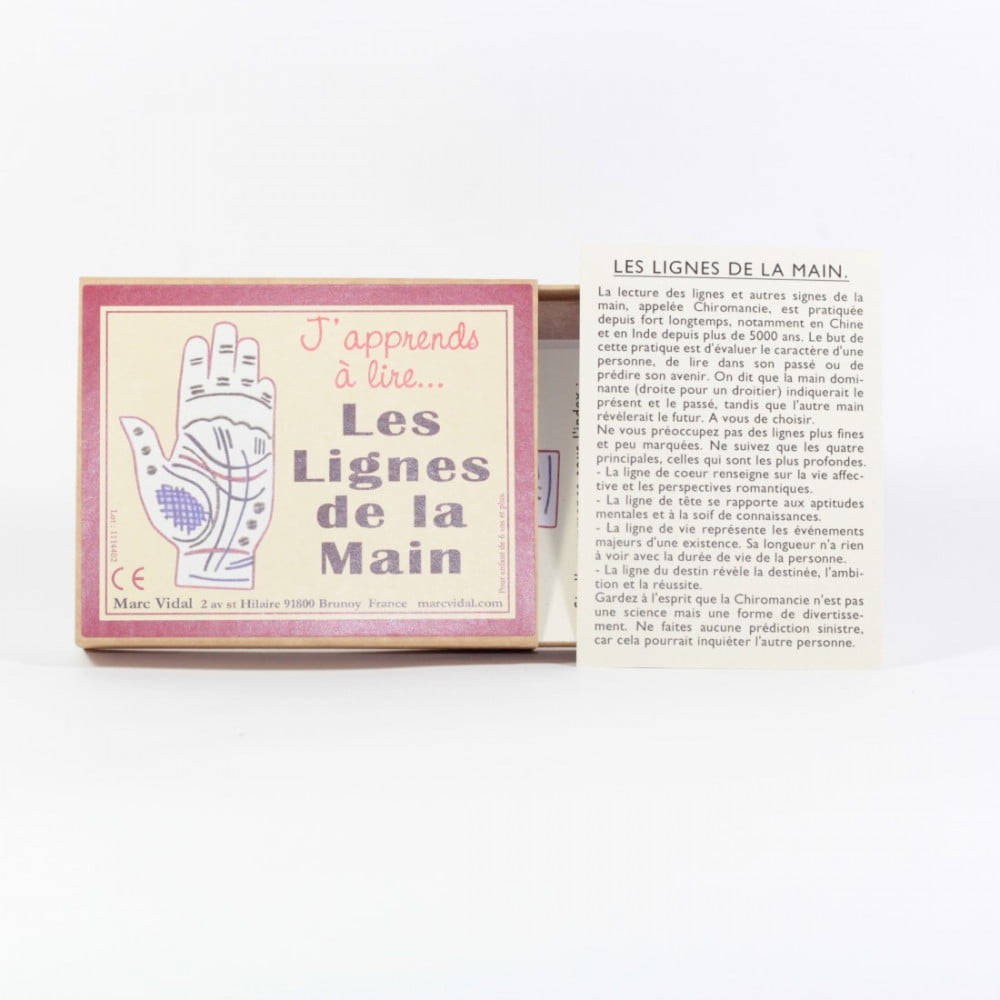 J'apprends
à lire...
Les
Lignes
de la
Main
Lot : 1114402
CE
Pour enfant de 6 ans et plus
Marc Vidal 2 av st Hilaire 91800 Brunoy France marcvidal.com
l'index :
LES LIGNES DE LA MAIN.
La lecture des lignes et autres signes de la
main, appelée Chiromancie, est pratiquée
depuis fort longtemps, notamment en Chine
et en Inde depuis plus de 5000 ans. Le but de
cette pratique est d'évaluer le caractère d'une
personne, de lire dans son passé ou de
prédire son avenir. On dit que la main domi-
nante (droite pour un droitier) indiquerait le
présent et le passé, tandis que l'autre main
révélerait le futur. A vous de choisir.
Ne vous préoccupez pas des lignes plus fines
et peu marquées. Ne suivez que les quatre
principales, celles qui sont les plus profondes.
- La ligne de coeur renseigne sur la vie affec-
tive et les perspectives romantiques.
- La ligne de tête se rapporte aux aptitudes
mentales et à la soif de connaissances.
- La ligne de vie représente les événements
majeurs d'une existence. Sa longueur n'a rien
à voir avec la durée de vie de la personne.
- La ligne du destin révèle la destinée, l'ambi-
tion et la réussite.
Gardez à l'esprit que la Chiromancie n'est pas
une science mais une forme de divertisse-
ment. Ne faites aucune prédiction sinistre,
car cela pourrait inquiéter l'autre personne.